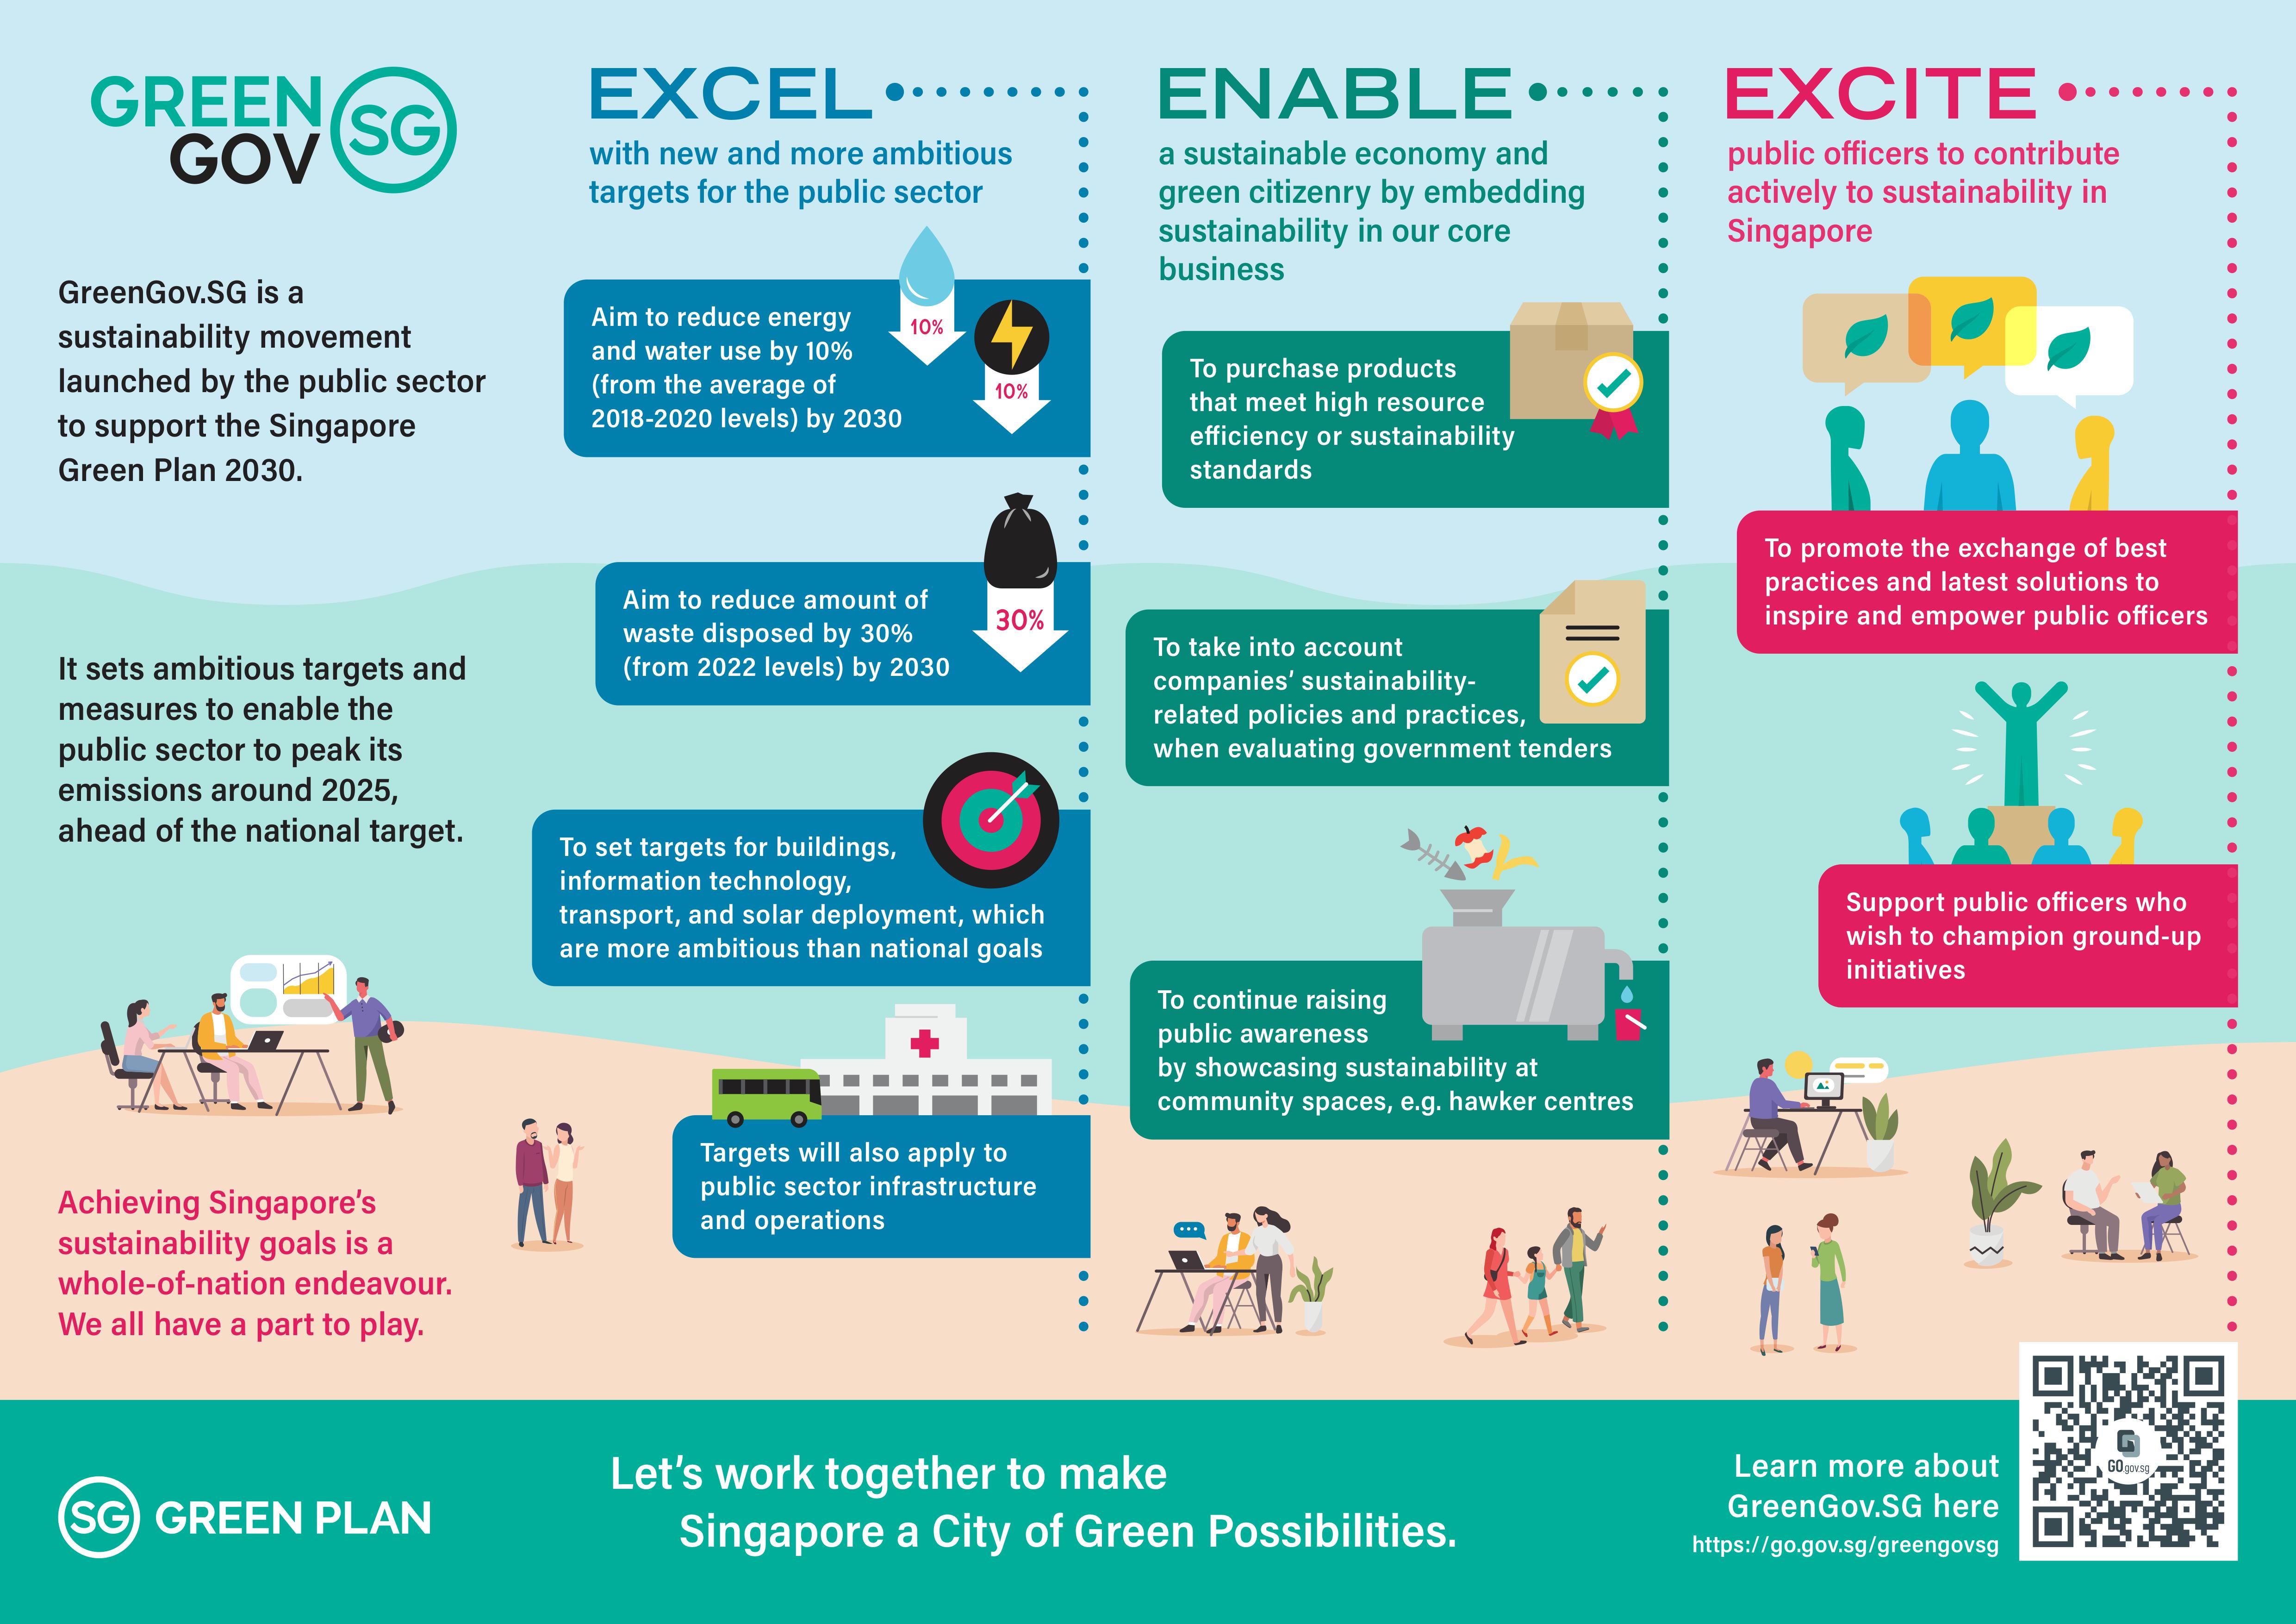 GREEN
GOV
SG
GreenGov.SG is a
sustainability movement
launched by the public sector
to support the Singapore
Green Plan 2030.
It sets ambitious targets and
measures to enable the
public sector to peak its
emissions around 2025,
ahead of the national target.
Achieving Singapore’s
sustainability goals is a
whole-of-nation endeavour.
We all have a part to play.
EXCEL
with new and more ambitious
targets for the public sector
Aim to reduce energy
and water use by 10%
(from the average of
2018-2020 levels) by 2030
10%
10%
Aim to reduce amount of
waste disposed by 30%
(from 2022 levels) by 2030
30%
To set targets for buildings,
information technology,
transport, and solar deployment, which
are more ambitious than national goals
Targets will also apply to
public sector infrastructure
and operations
ENABLE
a sustainable economy and
green citizenry by embedding
sustainability in our core
business
To purchase products
that meet high resource
efficiency or sustainability
standards
To take into account
companies’ sustainability-
related policies and practices,
when evaluating government tenders
To continue raising
public awareness
by showcasing sustainability at
community spaces, e.g. hawker centres
EXCITE
public officers to contribute
actively to sustainability in
Singapore
To promote the exchange of best
practices and latest solutions to
inspire and empower public officers
Support public officers who
wish to champion ground-up
initiatives
SG GREEN PLAN
Let’s work together to make
Singapore a City of Green Possibilities.
Learn more about
GreenGov.SG here
https://go.gov.sg/greengovsg
GO.gov.sg